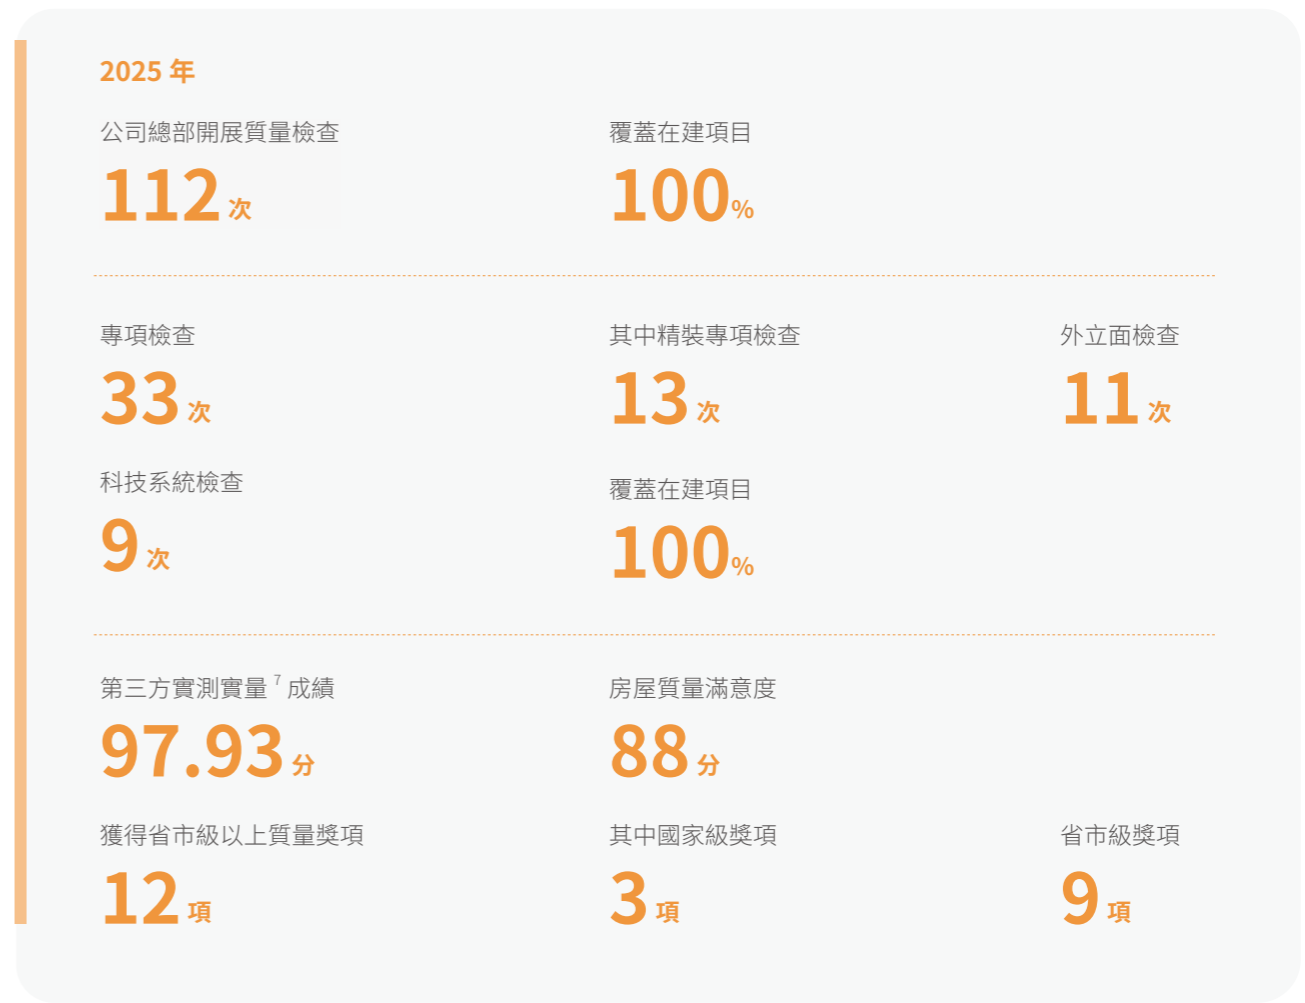 2025 年
公司總部開展質量檢查
112 次
覆蓋在建項目
100%
專項檢查
33 次
其中精裝專項檢查
13 次
外立面檢查
11 次
科技系統檢查
9 次
覆蓋在建項目
100%
第三方實測實量 7 成績
97.93 分
房屋質量滿意度
88 分
獲得省市級以上質量獎項
12 項
其中國家級獎項
3 項
省市級獎項
9 項